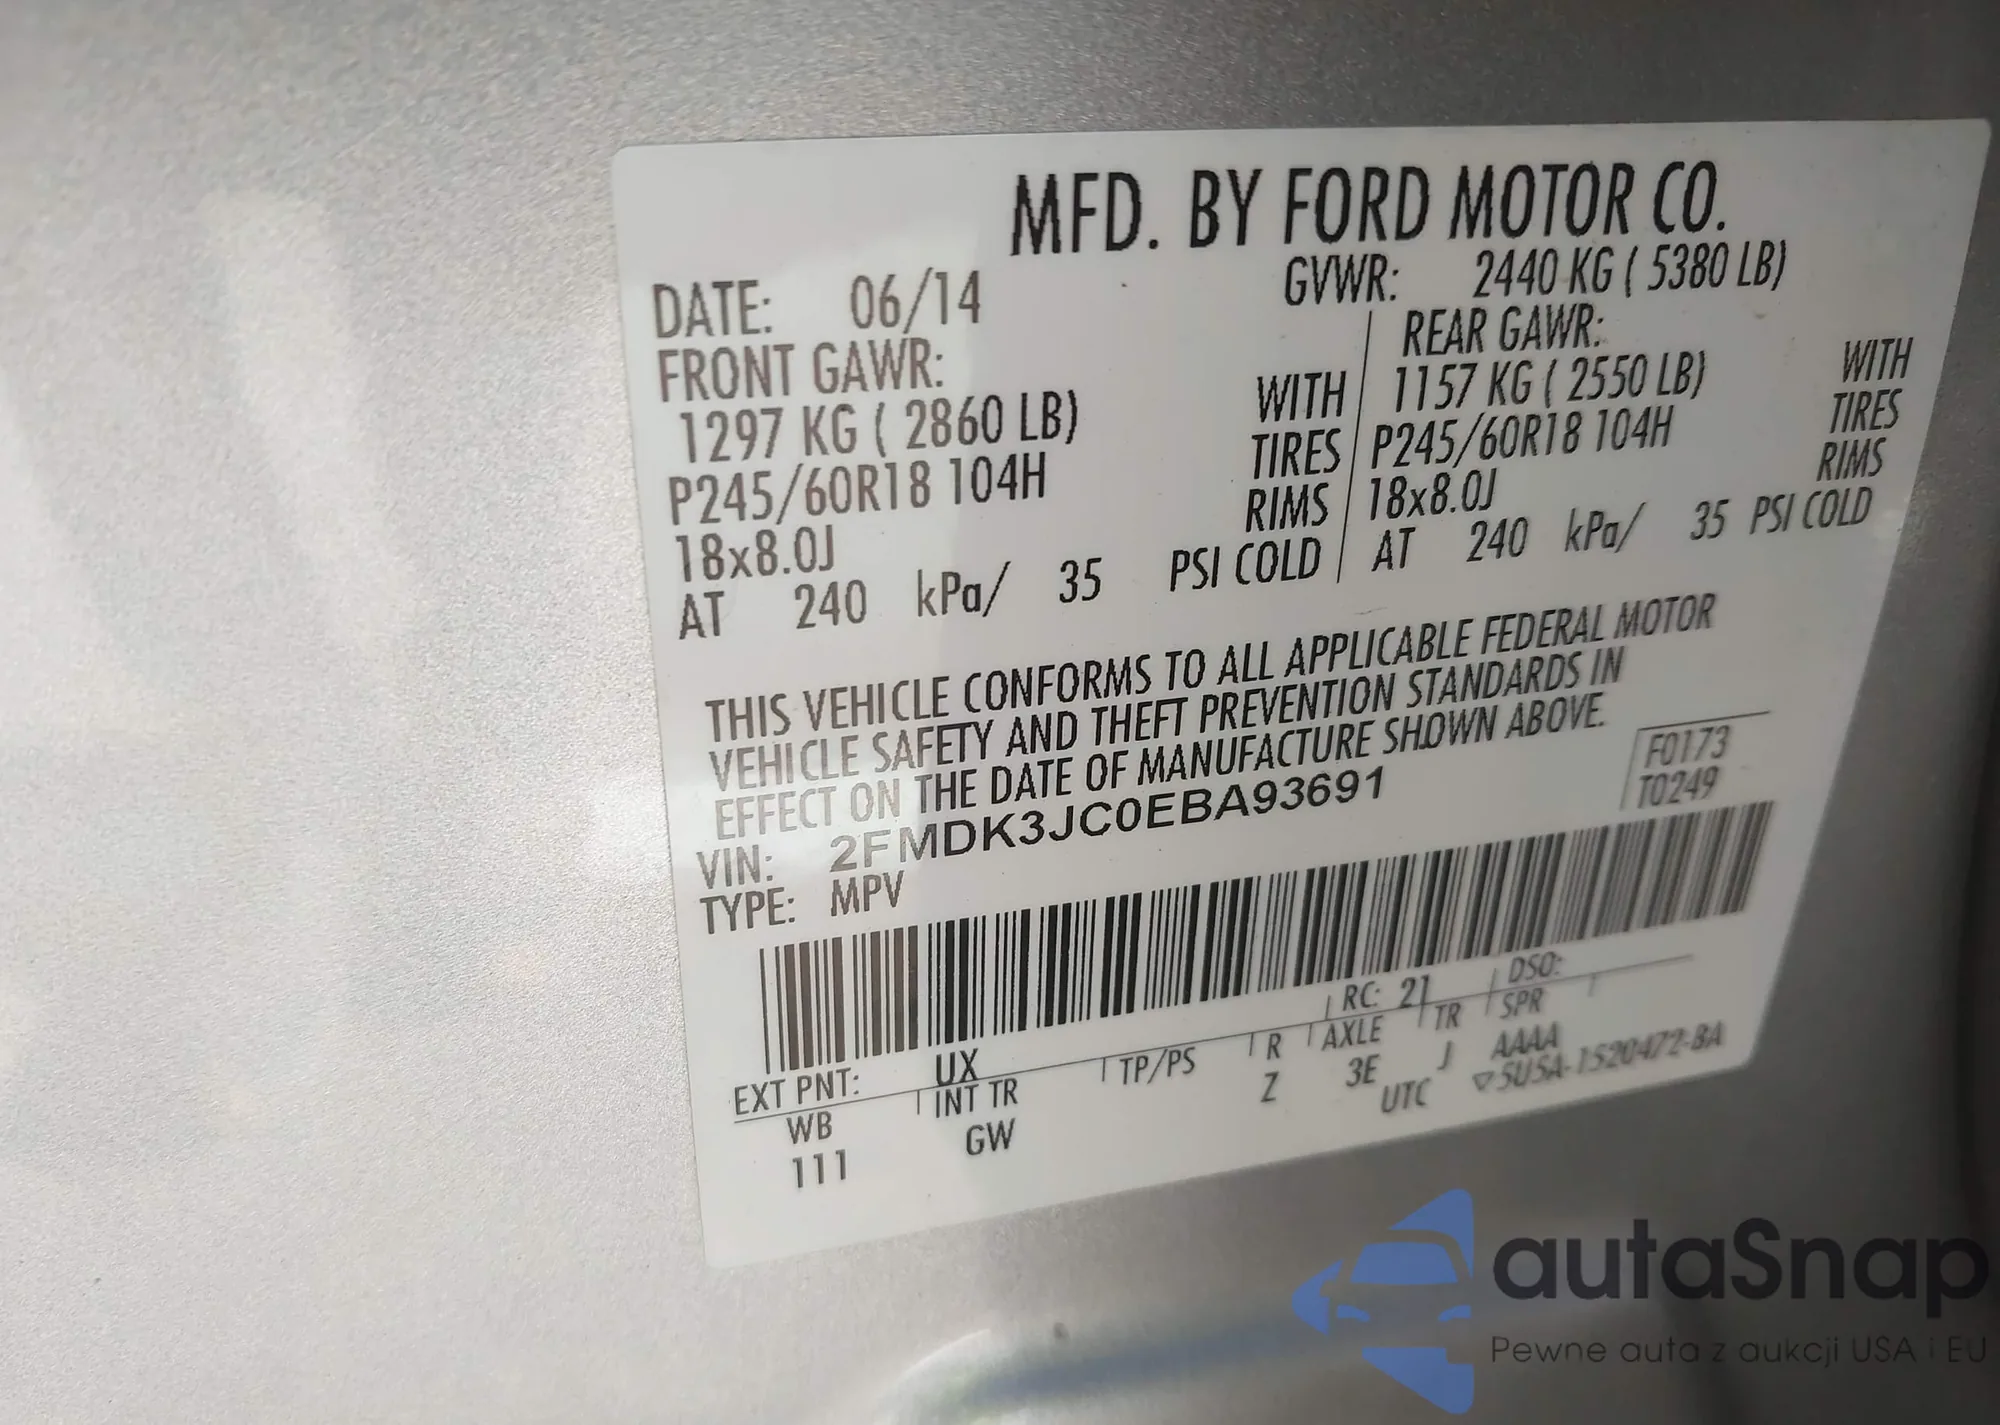 MFD. BY FORD MOTOR CO.
DATE: 06/14 GVWR: 2440 KG ( 5380 LB)
FRONT GAWR: REAR GAWR:
1297 KG ( 2860 LB) WITH 1157 KG ( 2550 LB) WITH
P245/60R18 104H TIRES P245/60R18 104H TIRES
18x8.0J RIMS 18x8.0J RIMS
AT 240 kPa/ 35 PSI COLD AT 240 kPa/ 35 PSI COLD
THIS VEHICLE CONFORMS TO ALL APPLICABLE FEDERAL MOTOR
VEHICLE SAFETY AND THEFT PREVENTION STANDARDS IN
EFFECT ON THE DATE OF MANUFACTURE SHOWN ABOVE.
F0173
T0249
VIN: 2FMDK3JC0EBA93691
TYPE: MPV
EXT PNT: UX RC: 21 DSO:
WB INT TR TP/PS R AXLE TR SPR
111 GW Z 3E J AAAA
UTC ▽5U5A-1520472-BA
autaSnap
Pewne auta z aukcji USA i EU